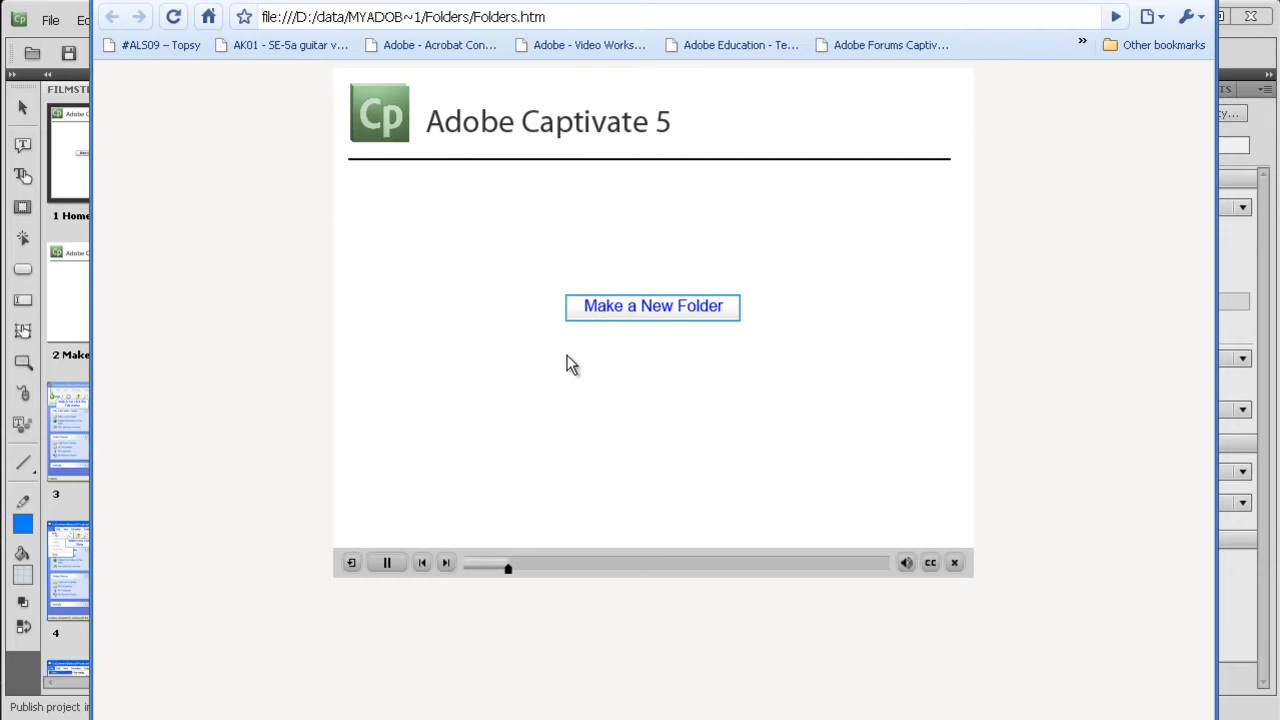 File
file:///D:/data/MYADOB~1/Folders/Folders.htm
#ALS09 – Topsy
AK01 - SE-5a guitar v...
Adobe - Acrobat Con...
Adobe - Video Works...
Adobe Education - Te...
Adobe Forums Captiv...
»
Other bookmarks
FILMST
Cp
Adobe Captivate 5
1 Home
Make a New Folder
2 Make
3
4
CC
Publish project in